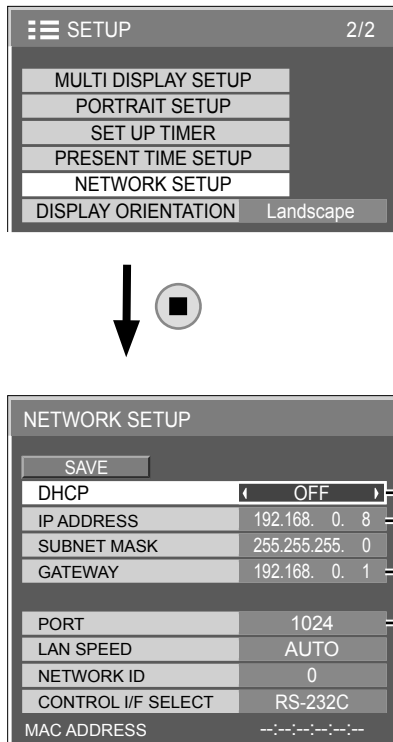 SETUP 2/2
MULTI DISPLAY SETUP
PORTRAIT SETUP
SET UP TIMER
PRESENT TIME SETUP
NETWORK SETUP
DISPLAY ORIENTATION Landscape
NETWORK SETUP
SAVE
DHCP OFF
IP ADDRESS 192.168. 0. 8
SUBNET MASK 255.255.255. 0
GATEWAY 192.168. 0. 1
PORT 1024
LAN SPEED AUTO
NETWORK ID 0
CONTROL I/F SELECT RS-232C
MAC ADDRESS --:--:--:--:--:--